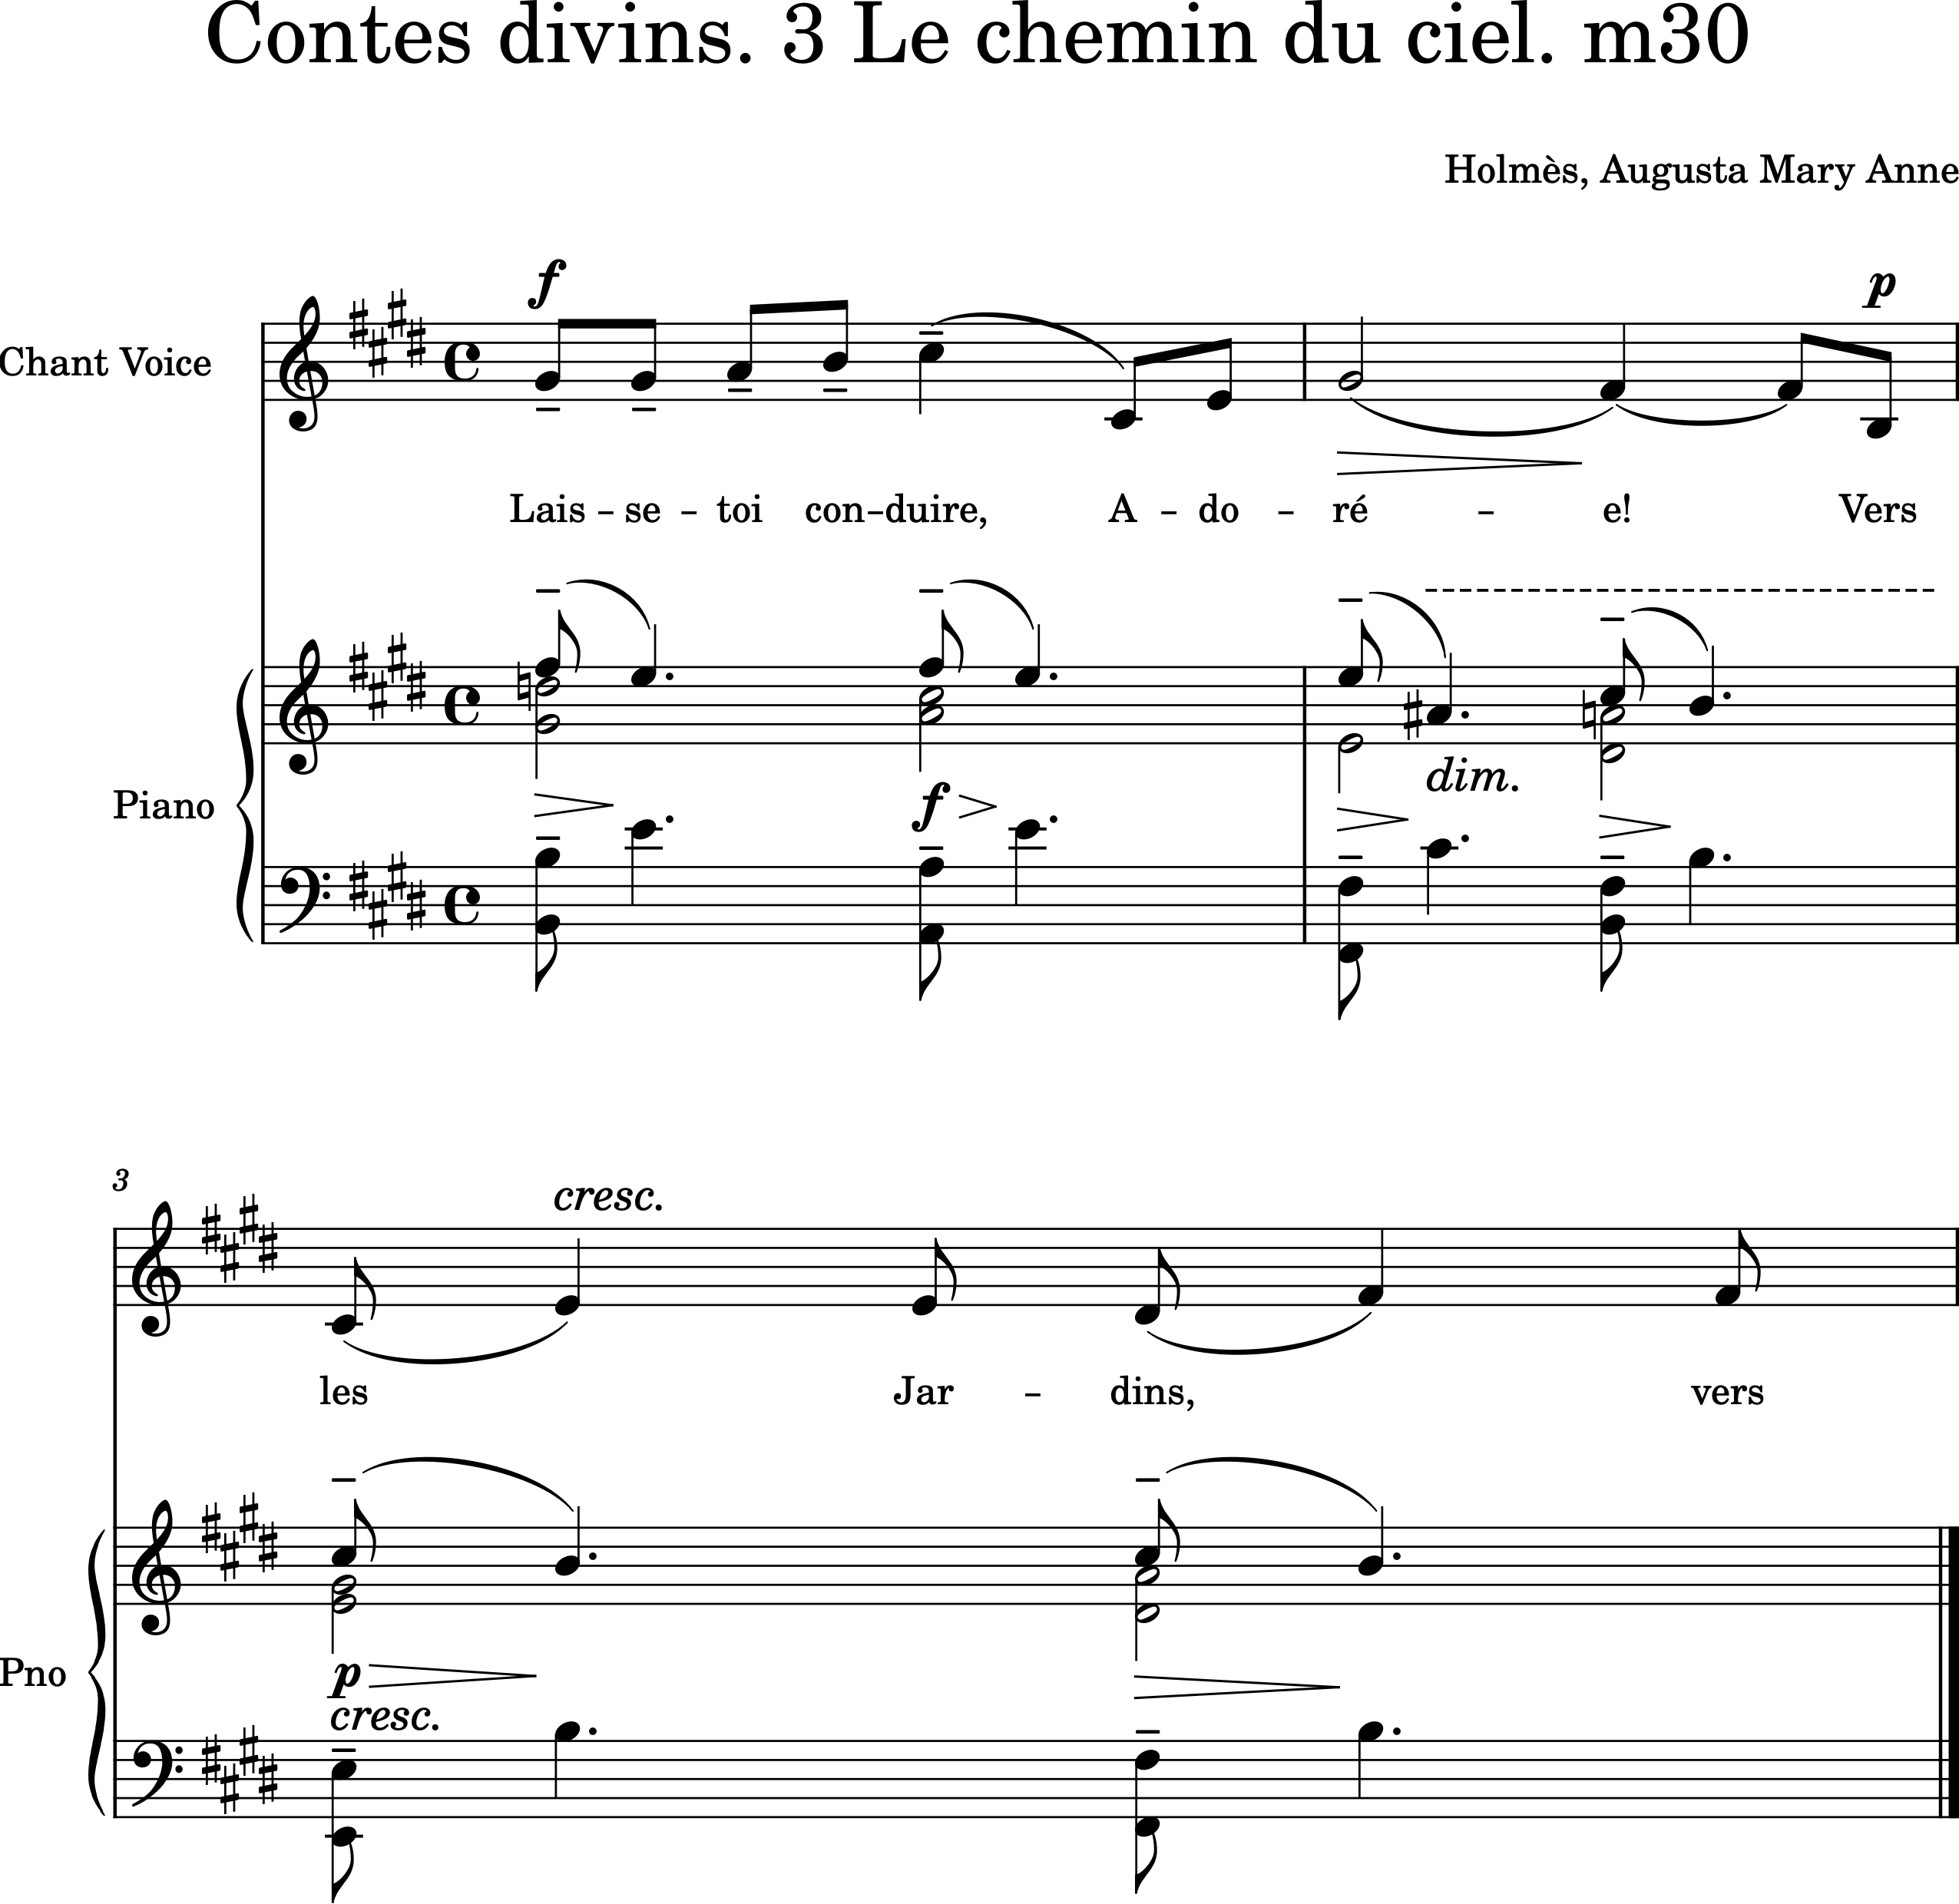 Contes divins. 3 Le chemin du ciel. m30
Holmès, Augusta Mary Anne
f
p
Chant Voice
Lais – se – toi con–duire, A – do – ré – e! Vers
dim.
f
Piano
3
cresc.
les Jar – dins, vers
p
cresc.
Pno